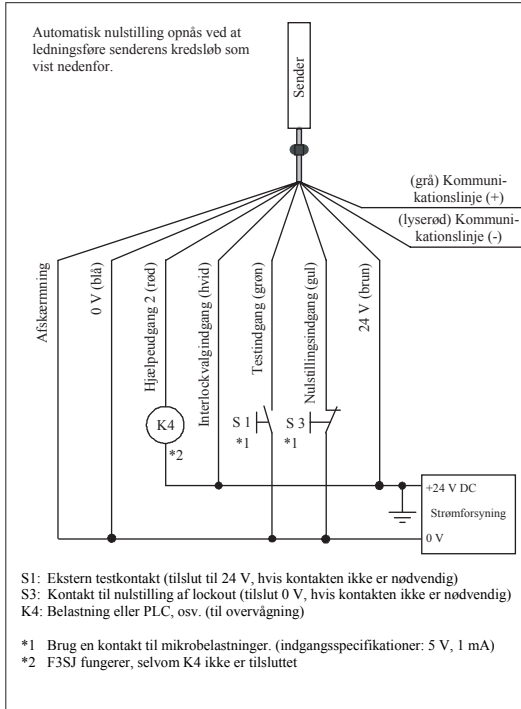 Automatisk nulstilling opnås ved at
ledningsføre senderens kredsløb som
vist nedenfor.
Sender
(grå) Kommuni-
kationslinje (+)
(lyserød) Kommu-
nikationslinje (-)
Afskærmning
0 V (blå)
Hjælpeudgang 2 (rød)
Interlockvalgindgang (hvid)
Testindgang (grøn)
Nulstillingsindgang (gul)
24 V (brun)
K4
*2
S 1
*1
S 3
*1
+24 V DC
Strømforsyning
0 V
S1: Ekstern testkontakt (tilslut til 24 V, hvis kontakten ikke er nødvendig)
S3: Kontakt til nulstilling af lockout (tilslut 0 V, hvis kontakten ikke er nødvendig)
K4: Belastning eller PLC, osv. (til overvågning)
*1 Brug en kontakt til mikrobelastninger. (indgangsspecifikationer: 5 V, 1 mA)
*2 F3SJ fungerer, selvom K4 ikke er tilsluttet